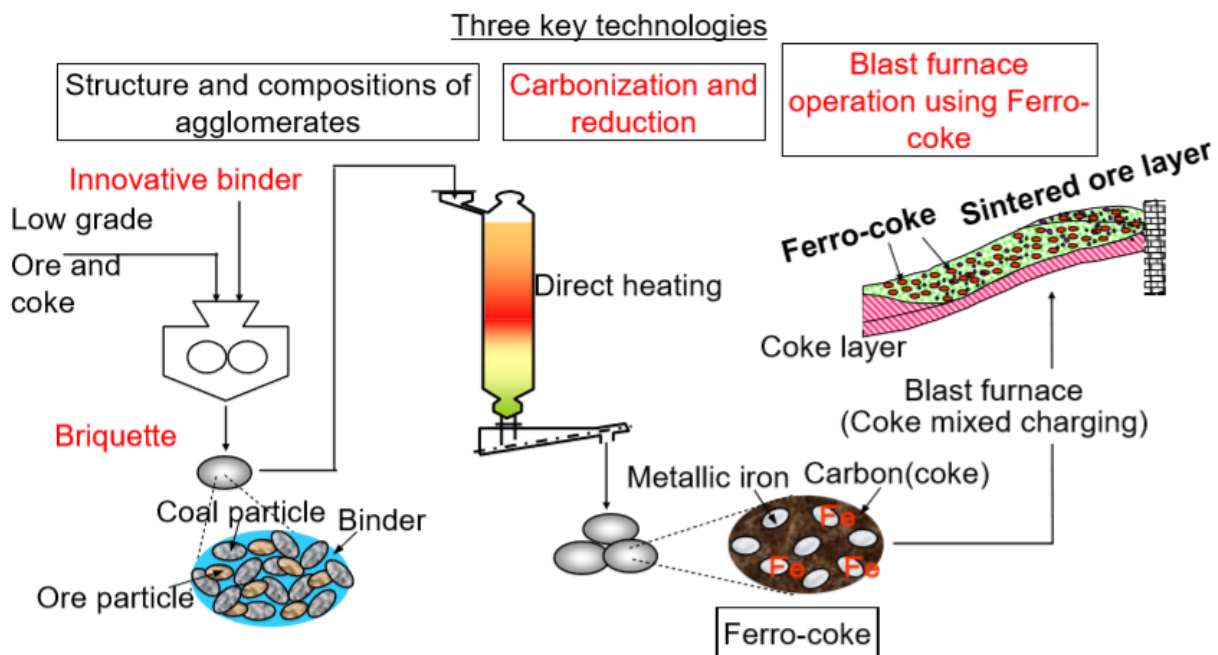 Three key technologies
Structure and compositions of
agglomerates
Carbonization and
reduction
Blast furnace
operation using Ferro-
coke
Innovative binder
Low grade
Ore and
coke
Briquette
Coal particle
Binder
Ore particle
Direct heating
Metallic iron
Carbon(coke)
Fe
Fe
Fe
Ferro-coke
Ferro-coke
Sintered ore layer
Coke layer
Blast furnace
(Coke mixed charging)